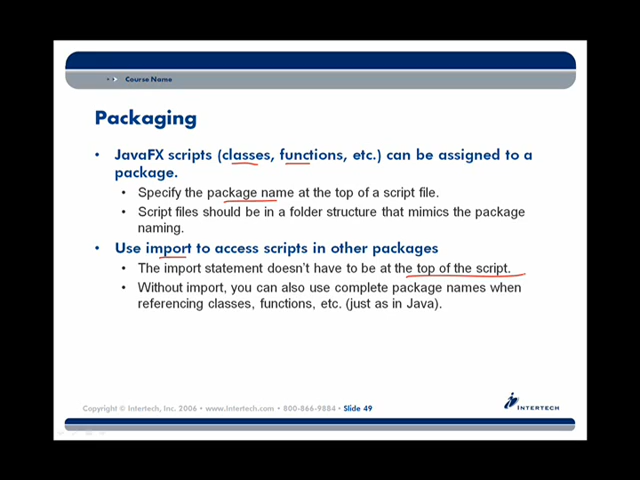 Course Name
Packaging
• JavaFX scripts (classes, functions, etc.) can be assigned to a
package.
• Specify the package name at the top of a script file.
• Script files should be in a folder structure that mimics the package
naming.
• Use import to access scripts in other packages
• The import statement doesn't have to be at the top of the script.
• Without import, you can also use complete package names when
referencing classes, functions, etc. (just as in Java).
Copyright © Intertech, Inc. 2006 • www.Intertech.com • 800-866-9884 • Slide 49
INTERTECH